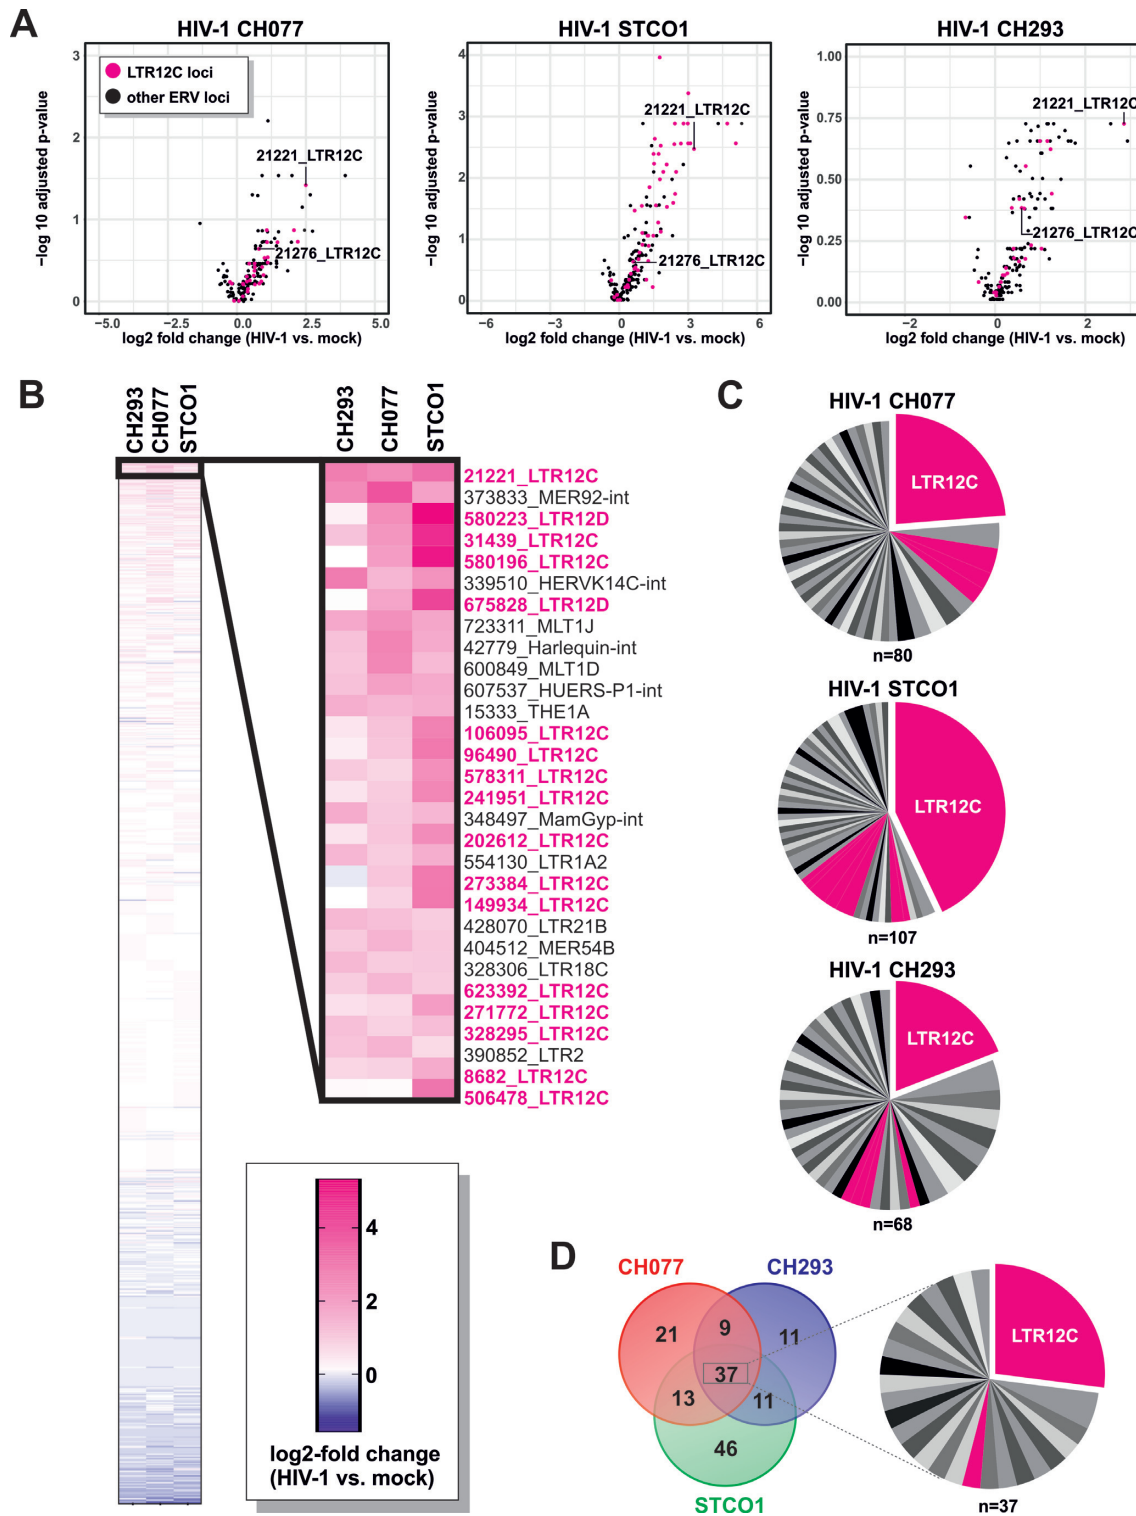 A
HIV-1 CH077
HIV-1 STCO1
HIV-1 CH293
−log 10 adjusted p-value
3
2
1
0
LTR12C loci
other ERV loci
21221_LTR12C
21276_LTR12C
−5.0
−2.5
0.0
2.5
5.0
log2 fold change (HIV-1 vs. mock)
−log 10 adjusted p-value
4
3
2
1
0
21221_LTR12C
21276_LTR12C
−6
−3
0
3
6
log2 fold change (HIV-1 vs. mock)
−log 10 adjusted p-value
1.00
0.75
0.50
0.25
0.00
21221_LTR12C
21276_LTR12C
−2
0
2
log2 fold change (HIV-1 vs. mock)
B
CH293
CH077
STCO1
CH293
CH077
STCO1
21221_LTR12C
373833_MER92-int
580223_LTR12D
31439_LTR12C
580196_LTR12C
339510_HERVK14C-int
675828_LTR12D
723311_MLT1J
42779_Harlequin-int
600849_MLT1D
607537_HUERS-P1-int
15333_THE1A
106095_LTR12C
96490_LTR12C
578311_LTR12C
241951_LTR12C
348497_MamGyp-int
202612_LTR12C
554130_LTR1A2
273384_LTR12C
149934_LTR12C
428070_LTR21B
404512_MER54B
328306_LTR18C
623392_LTR12C
271772_LTR12C
328295_LTR12C
390852_LTR2
8682_LTR12C
506478_LTR12C
4
2
0
log2-fold change
(HIV-1 vs. mock)
C
HIV-1 CH077
LTR12C
n=80
HIV-1 STCO1
LTR12C
n=107
HIV-1 CH293
LTR12C
n=68
D
CH077
CH293
21
9
11
37
13
11
46
STCO1
LTR12C
n=37